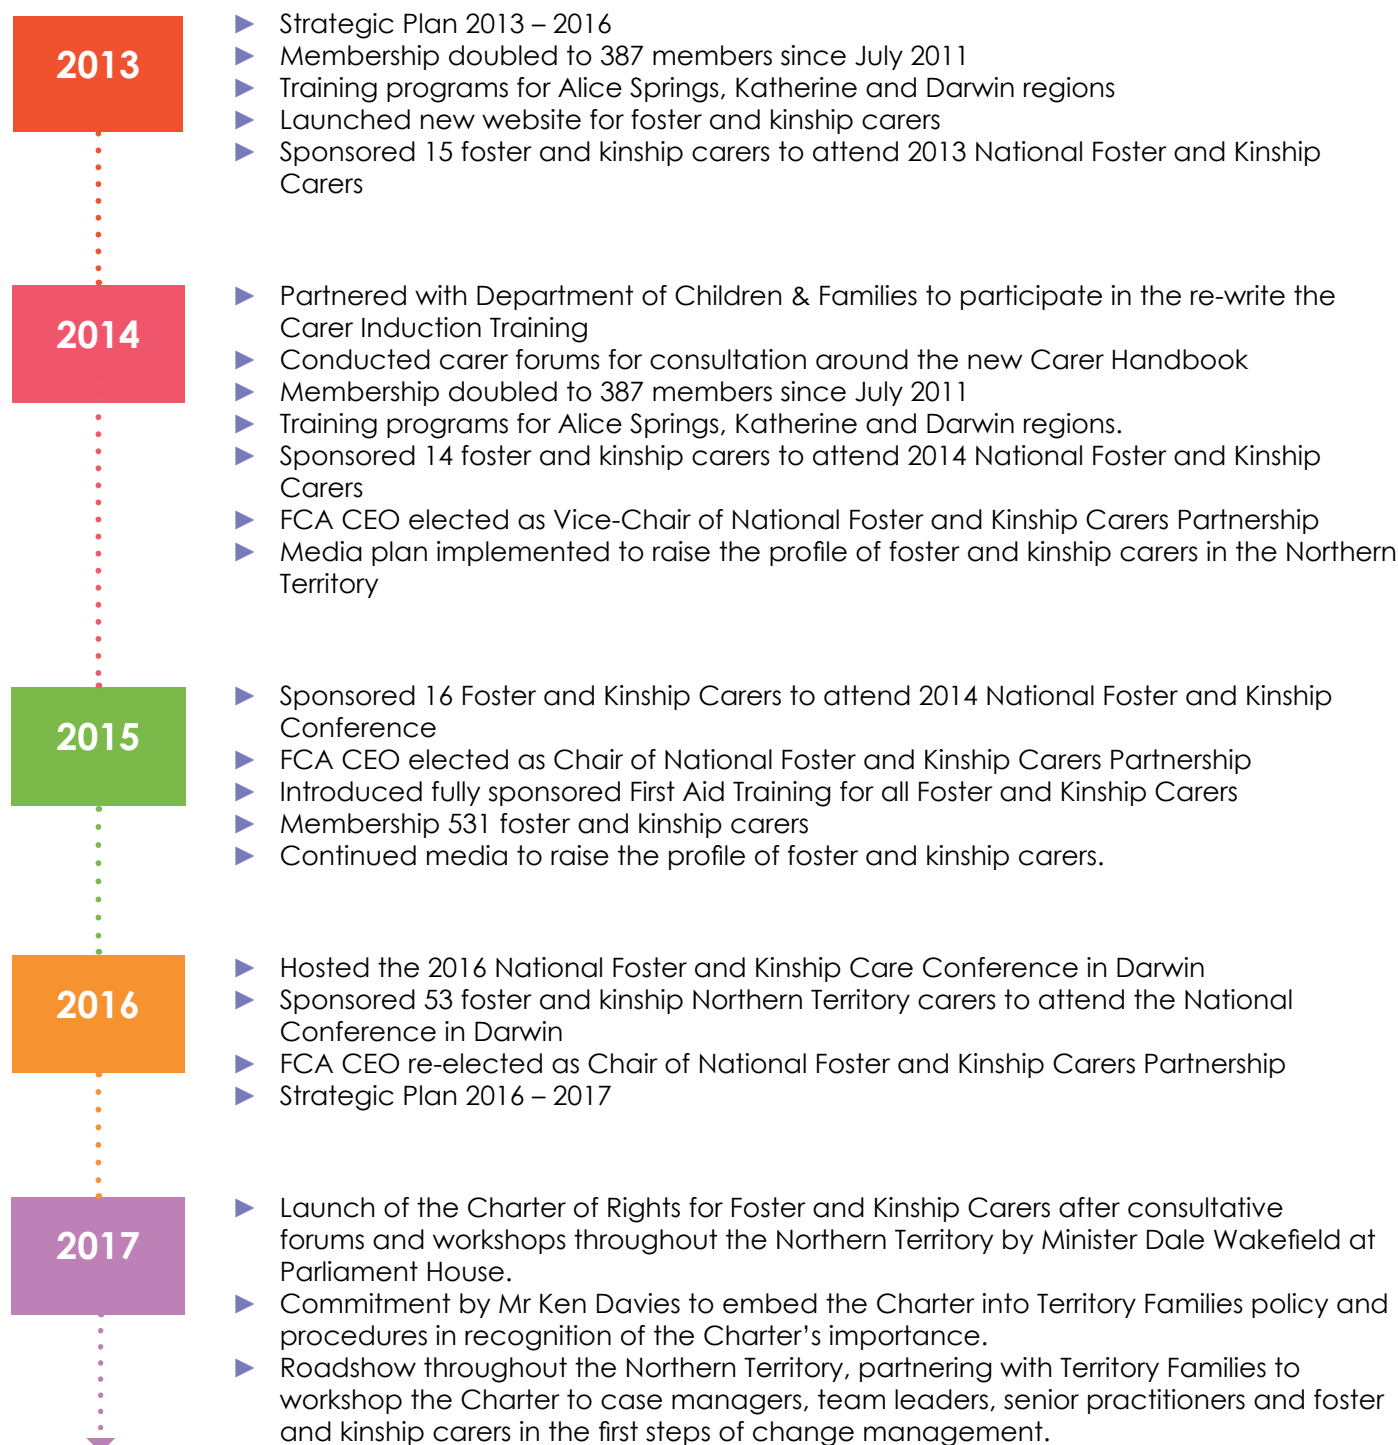 2013
► Strategic Plan 2013 – 2016
► Membership doubled to 387 members since July 2011
► Training programs for Alice Springs, Katherine and Darwin regions
► Launched new website for foster and kinship carers
► Sponsored 15 foster and kinship carers to attend 2013 National Foster and Kinship
Carers
2014
► Partnered with Department of Children & Families to participate in the re-write the
Carer Induction Training
► Conducted carer forums for consultation around the new Carer Handbook
► Membership doubled to 387 members since July 2011
► Training programs for Alice Springs, Katherine and Darwin regions.
► Sponsored 14 foster and kinship carers to attend 2014 National Foster and Kinship
Carers
► FCA CEO elected as Vice-Chair of National Foster and Kinship Carers Partnership
► Media plan implemented to raise the profile of foster and kinship carers in the Northern
Territory
2015
► Sponsored 16 Foster and Kinship Carers to attend 2014 National Foster and Kinship
Conference
► FCA CEO elected as Chair of National Foster and Kinship Carers Partnership
► Introduced fully sponsored First Aid Training for all Foster and Kinship Carers
► Membership 531 foster and kinship carers
► Continued media to raise the profile of foster and kinship carers.
2016
► Hosted the 2016 National Foster and Kinship Care Conference in Darwin
► Sponsored 53 foster and kinship Northern Territory carers to attend the National
Conference in Darwin
► FCA CEO re-elected as Chair of National Foster and Kinship Carers Partnership
► Strategic Plan 2016 – 2017
2017
► Launch of the Charter of Rights for Foster and Kinship Carers after consultative
forums and workshops throughout the Northern Territory by Minister Dale Wakefield at
Parliament House.
► Commitment by Mr Ken Davies to embed the Charter into Territory Families policy and
procedures in recognition of the Charter’s importance.
► Roadshow throughout the Northern Territory, partnering with Territory Families to
workshop the Charter to case managers, team leaders, senior practitioners and foster
and kinship carers in the first steps of change management.